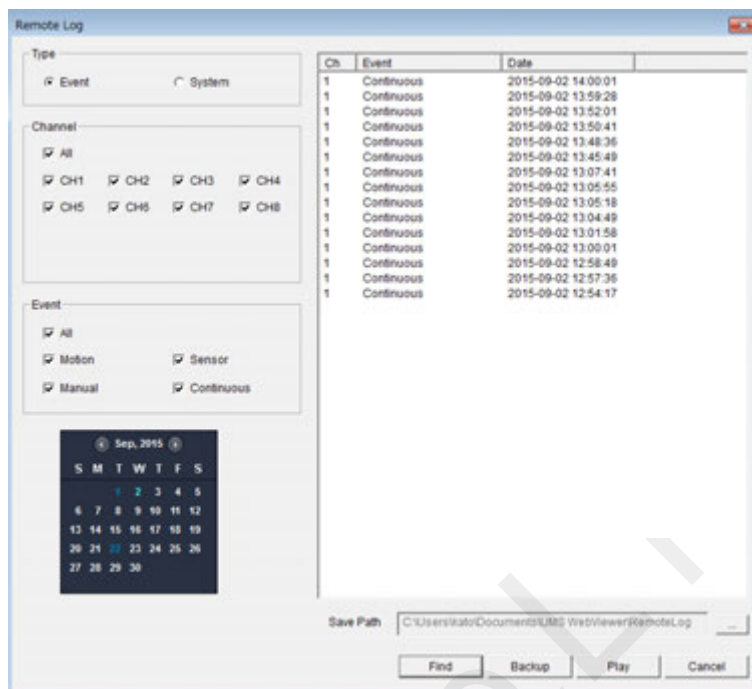 Remote Log
Type
Event System
Channel
All
CH1 CH2 CH3 CH4
CH5 CH6 CH7 CH8
Event
All
Motion Sensor
Manual Continuous
Sep, 2015
S M T W T F S
1 2 3 4 5
6 7 8 9 10 11 12
13 14 15 16 17 18 19
20 21 22 23 24 25 26
27 28 29 30
Ch Event Date
1 Continuous 2015-09-02 14:00:01
1 Continuous 2015-09-02 13:59:28
1 Continuous 2015-09-02 13:52:01
1 Continuous 2015-09-02 13:50:41
1 Continuous 2015-09-02 13:48:36
1 Continuous 2015-09-02 13:45:49
1 Continuous 2015-09-02 13:07:41
1 Continuous 2015-09-02 13:05:55
1 Continuous 2015-09-02 13:05:18
1 Continuous 2015-09-02 13:04:49
1 Continuous 2015-09-02 13:01:58
1 Continuous 2015-09-02 13:00:01
1 Continuous 2015-09-02 12:58:49
1 Continuous 2015-09-02 12:57:36
1 Continuous 2015-09-02 12:54:17
Save Path C:\Users\kato\Documents\UMS WebViewer\RemoteLog ...
Find Backup Play Cancel